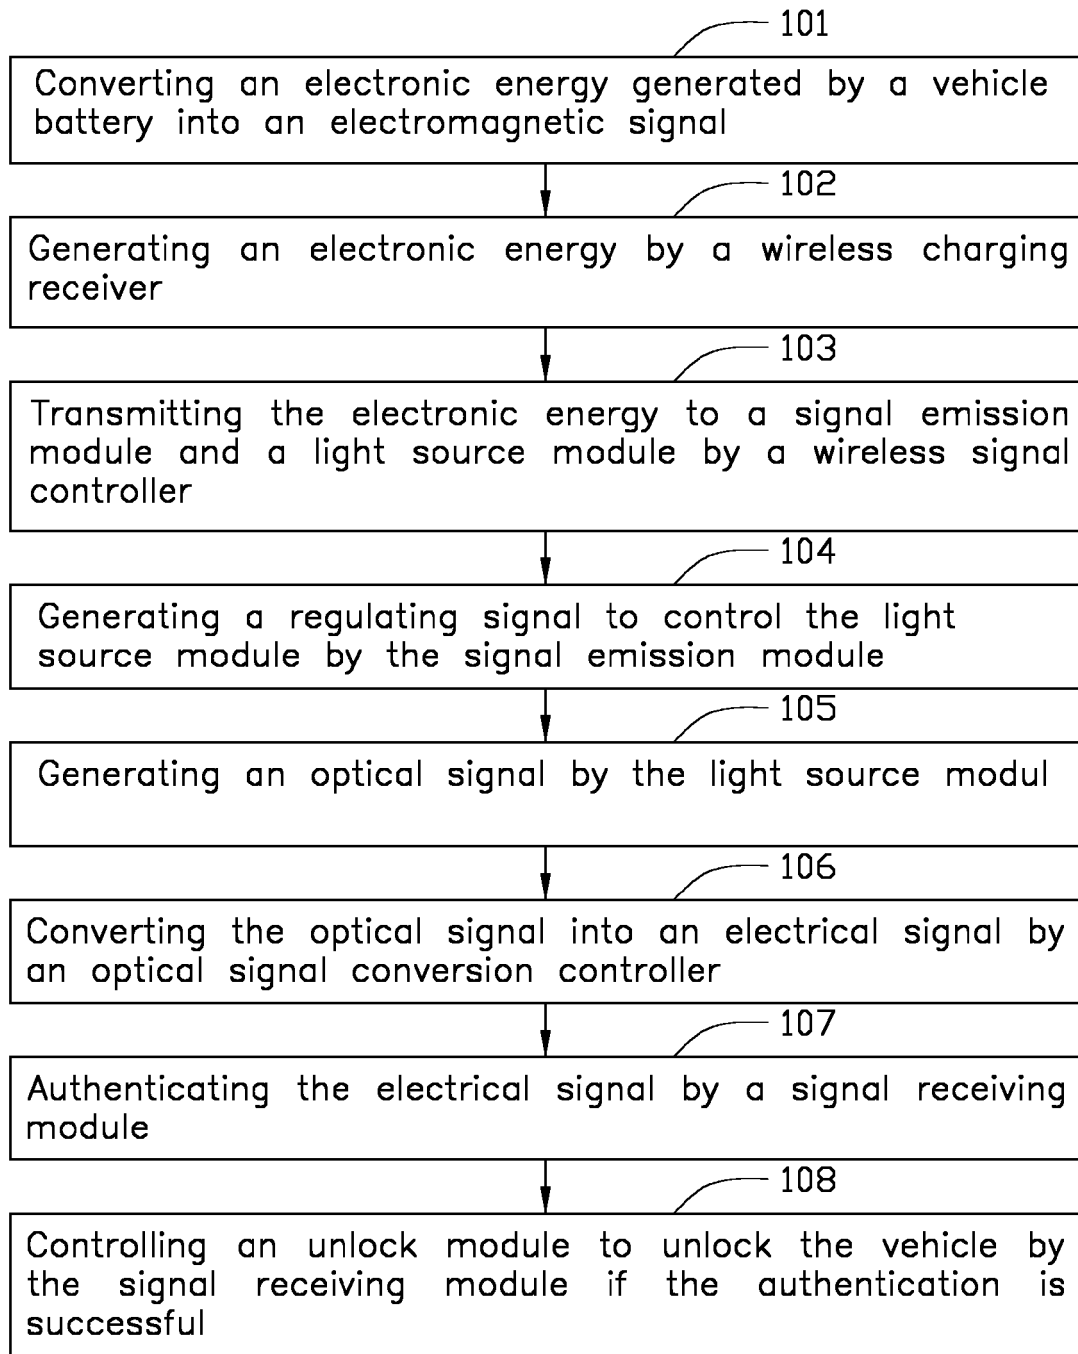 101
Converting an electronic energy generated by a vehicle
battery into an electromagnetic signal
102
Generating an electronic energy by a wireless charging
receiver
103
Transmitting the electronic energy to a signal emission
module and a light source module by a wireless signal
controller
104
Generating a regulating signal to control the light
source module by the signal emission module
105
Generating an optical signal by the light source modul
106
Converting the optical signal into an electrical signal by
an optical signal conversion controller
107
Authenticating the electrical signal by a signal receiving
module
108
Controlling an unlock module to unlock the vehicle by
the signal receiving module if the authentication is
successful